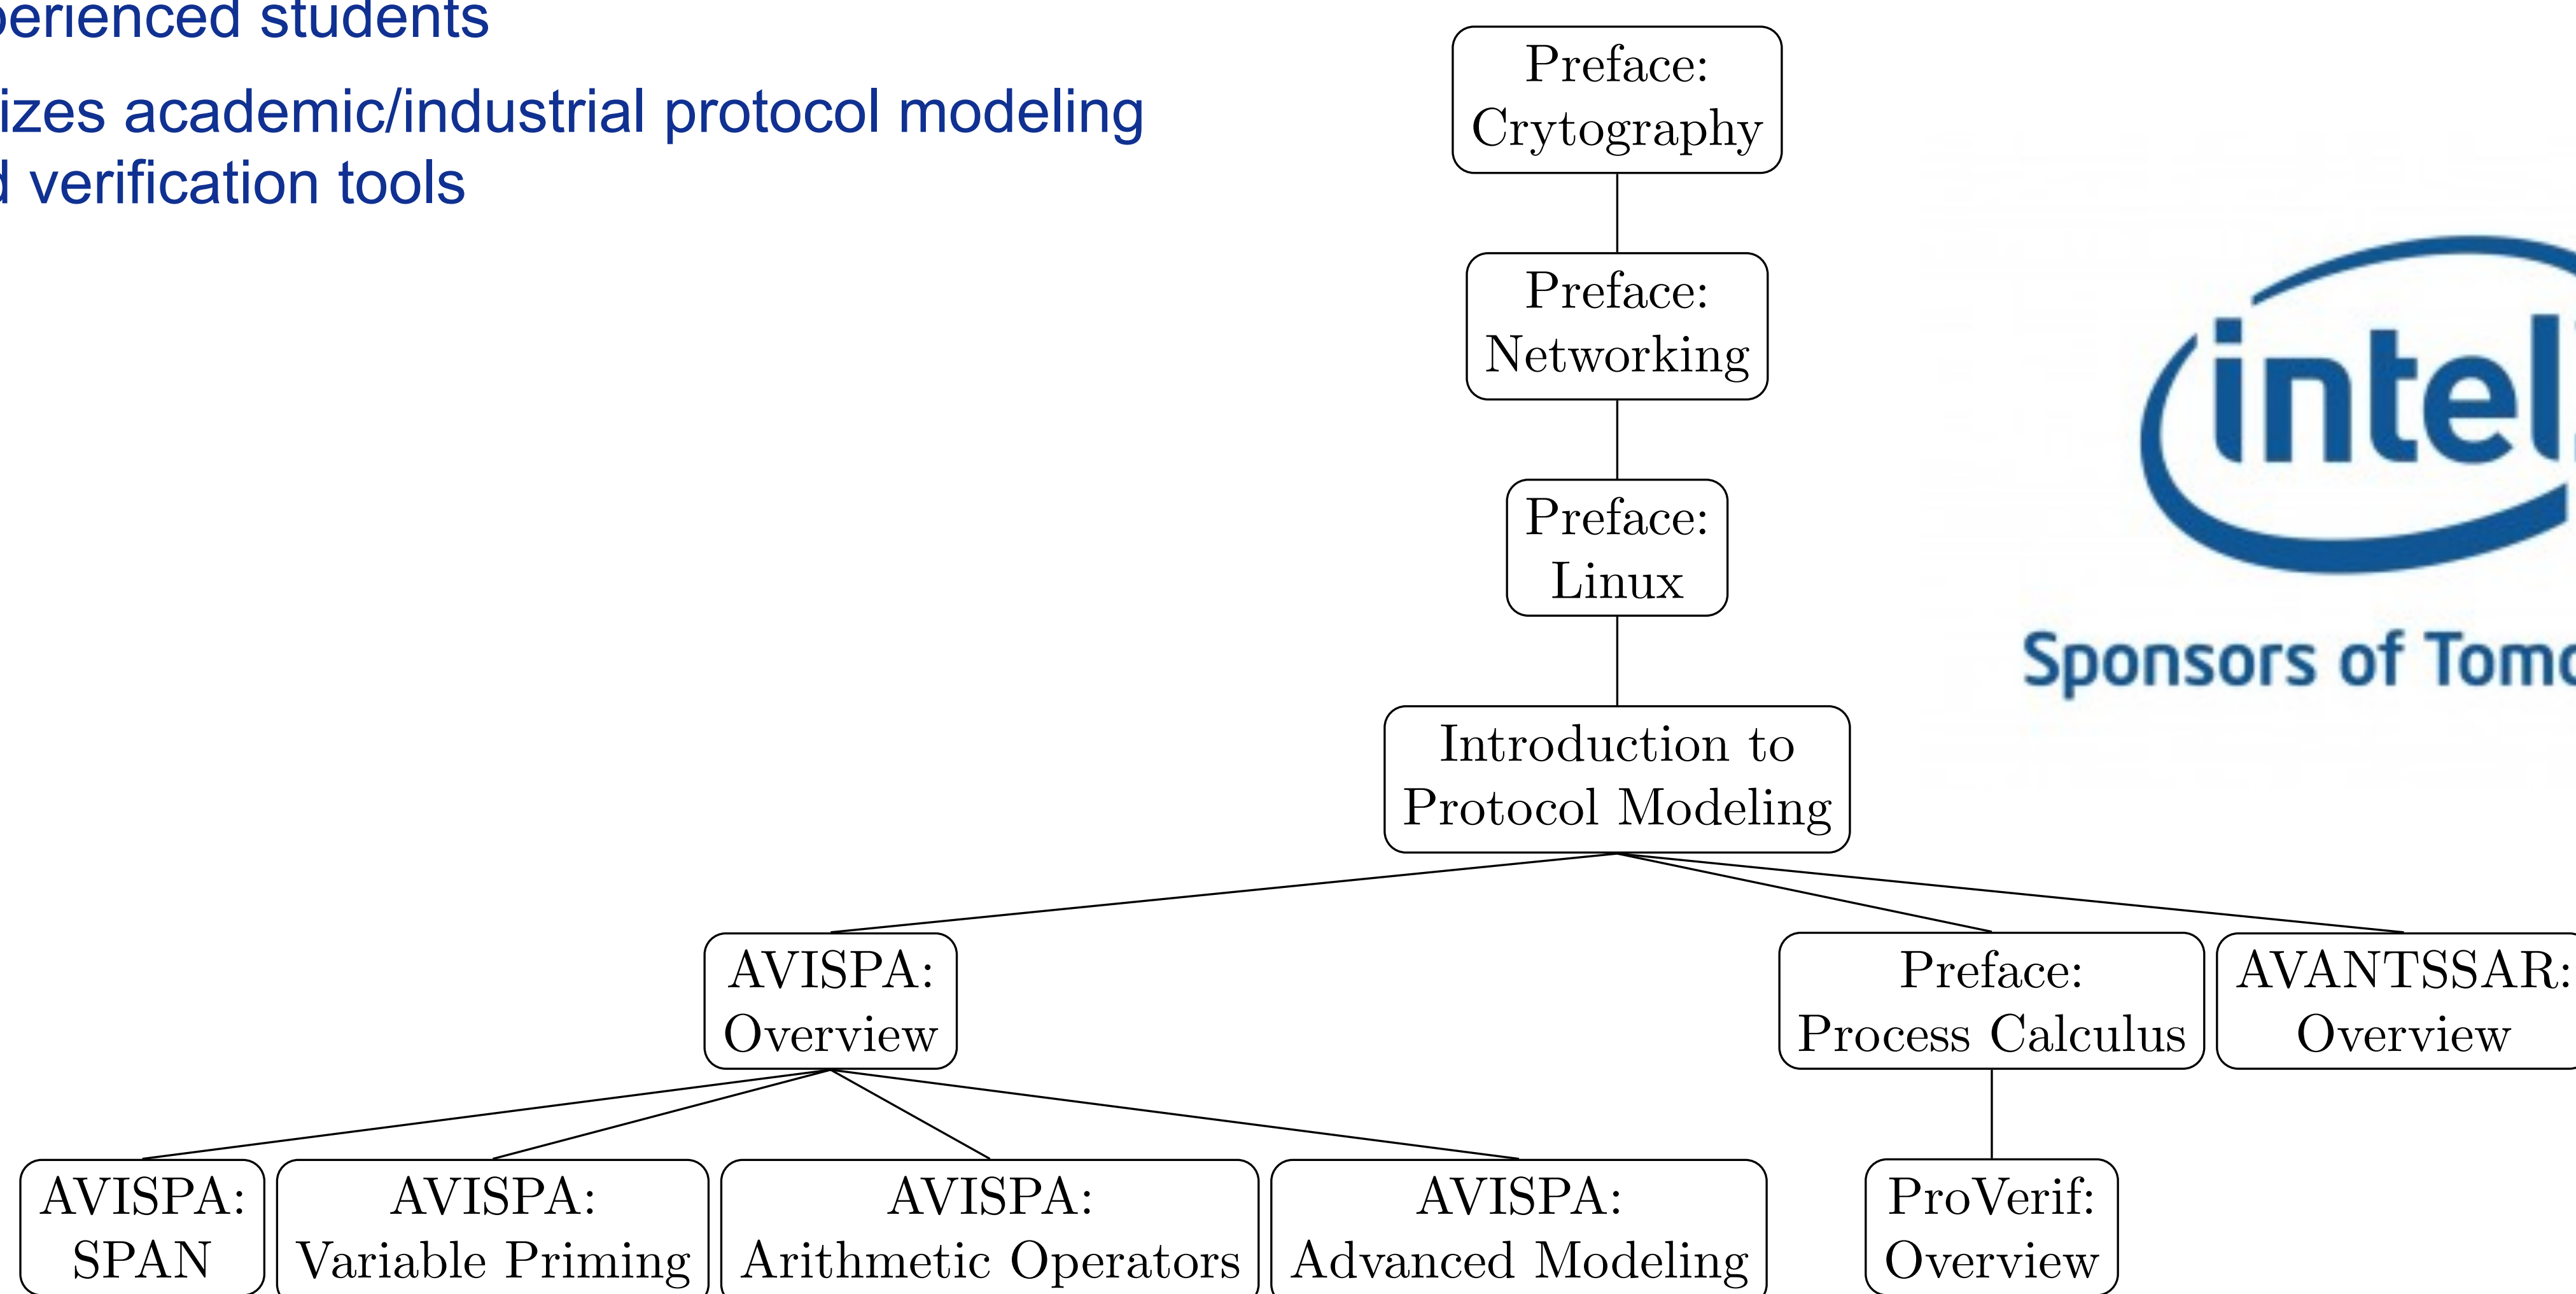 perienced students
izes academic/industrial protocol modeling
d verification tools
Preface:
Crytography
Preface:
Networking
Preface:
Linux
intel
Sponsors of Tomo
Introduction to
Protocol Modeling
AVISPA:
Overview
Preface:
Process Calculus
AVANTSSAR:
Overview
AVISPA:
SPAN
AVISPA:
Variable Priming
AVISPA:
Arithmetic Operators
AVISPA:
Advanced Modeling
ProVerif:
Overview